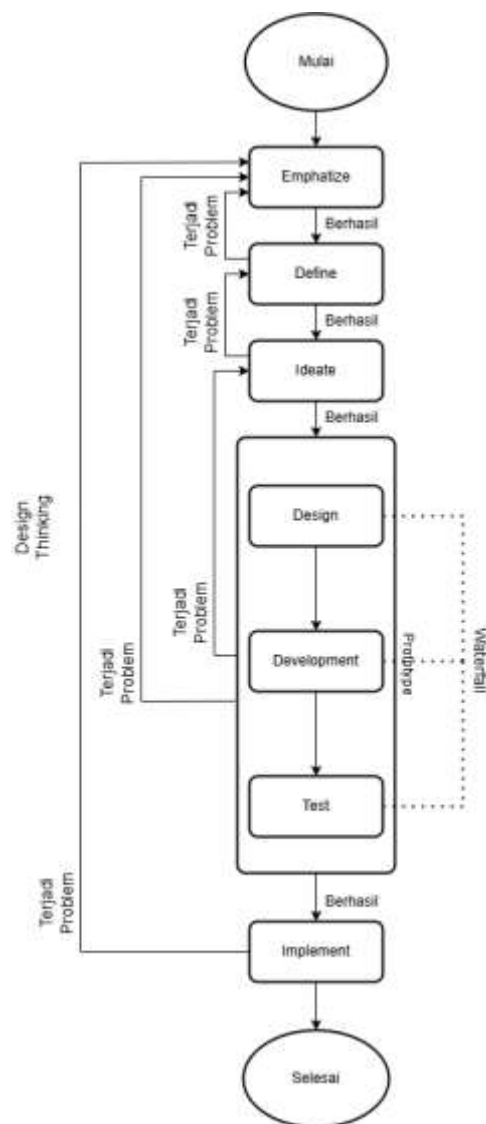 Mulai
Emphatize
Terjadi
Problem
Berhasil
Define
Terjadi
Problem
Berhasil
Ideate
Berhasil
Design
Thinking
Design
Terjadi
Problem
Development
Prototype
Waterfall
Terjadi
Problem
Test
Terjadi
Problem
Berhasil
Implement
Selesai